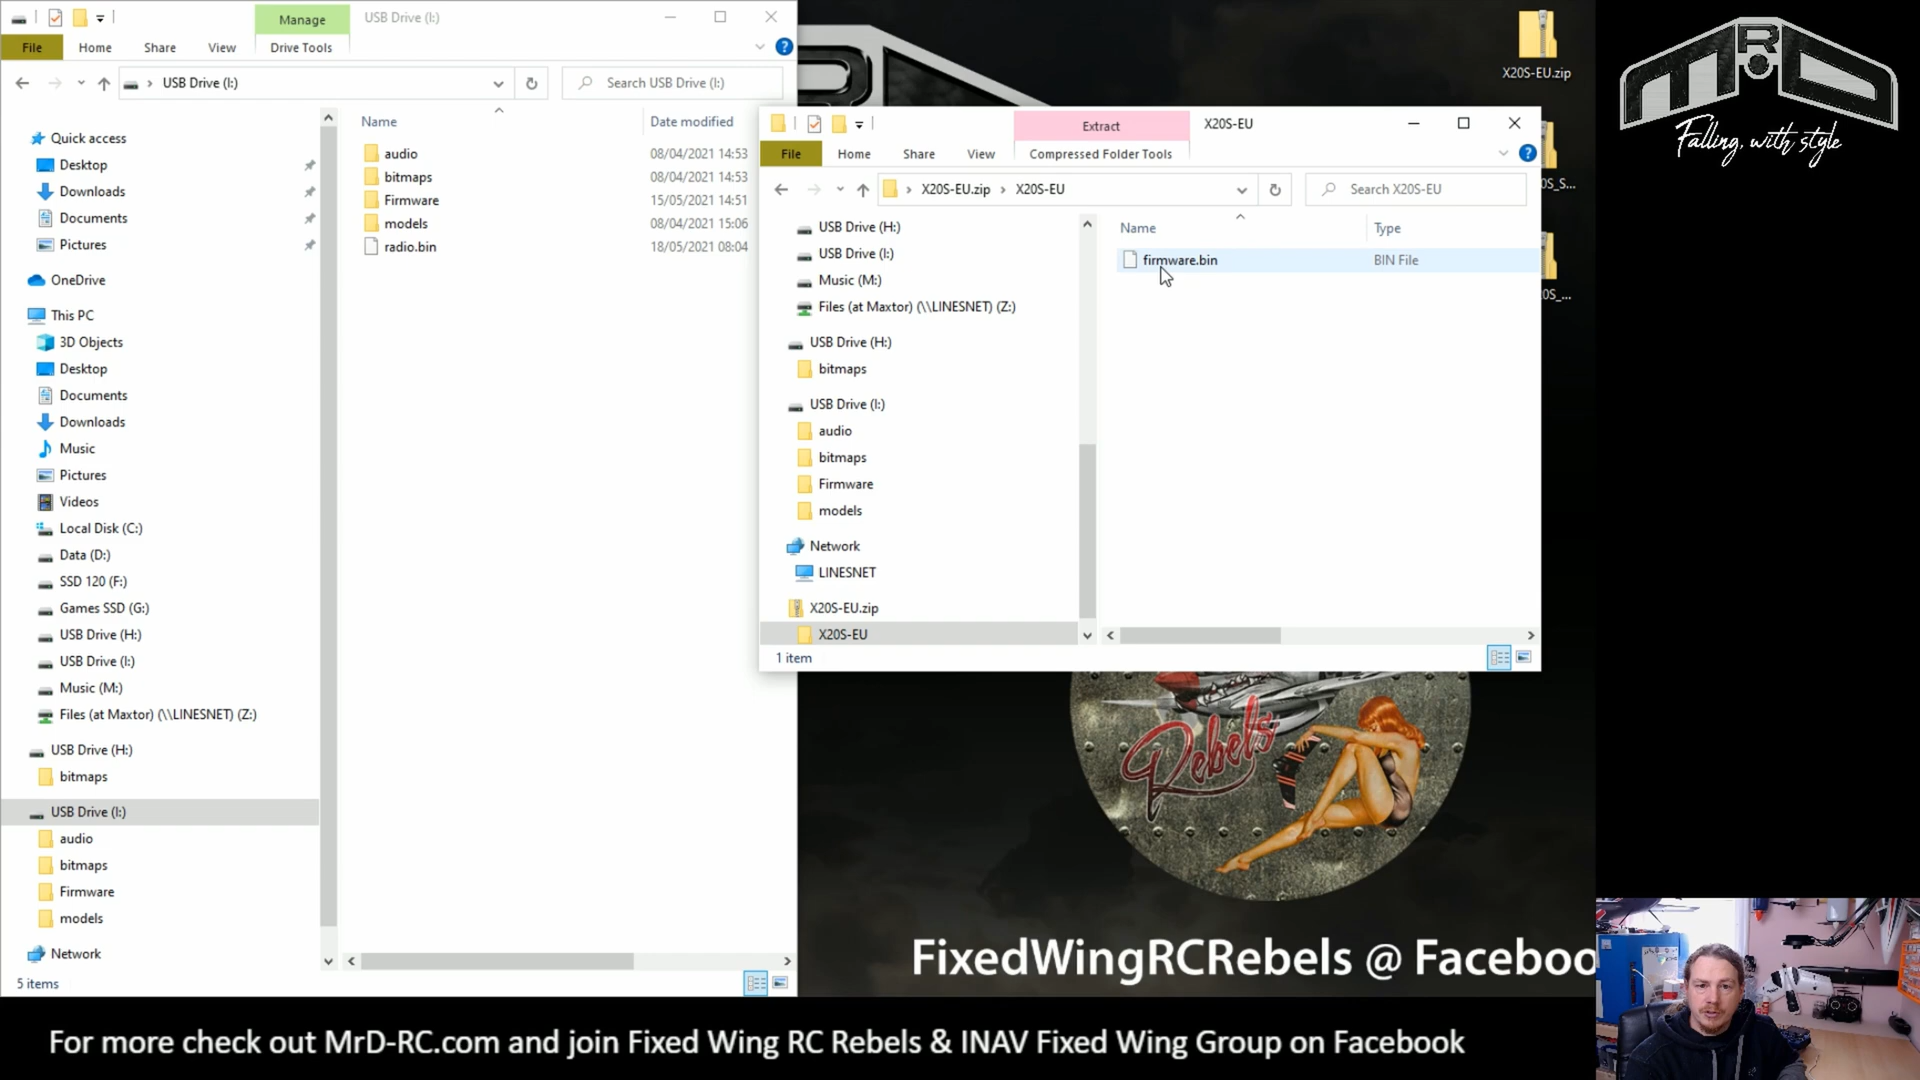 Manage
USB Drive (I:)
File
Home
Share
View
Drive Tools
USB Drive (I:)
Search USB Drive (I:)
Quick access
Desktop
Downloads
Documents
Pictures
OneDrive
This PC
3D Objects
Desktop
Documents
Downloads
Music
Pictures
Videos
Local Disk (C:)
Data (D:)
SSD 120 (F:)
Games SSD (G:)
USB Drive (H:)
USB Drive (I:)
Music (M:)
Files (at Maxtor) (\\LINESNET) (Z:)
USB Drive (H:)
bitmaps
USB Drive (I:)
audio
bitmaps
Firmware
models
Network
5 items
Name
Date modified
audio
08/04/2021 14:53
bitmaps
08/04/2021 14:53
Firmware
15/05/2021 14:51
models
08/04/2021 15:06
radio.bin
18/05/2021 08:04
Extract
X20S-EU
File
Home
Share
View
Compressed Folder Tools
X20S-EU.zip
X20S-EU
Search X20S-EU
USB Drive (H:)
USB Drive (I:)
Music (M:)
Files (at Maxtor) (\\LINESNET) (Z:)
USB Drive (H:)
bitmaps
USB Drive (I:)
audio
bitmaps
Firmware
models
Network
LINESNET
X20S-EU.zip
X20S-EU
1 item
Name
Type
firmware.bin
BIN File
X20S-EU.zip
0S_S...
0S_...
MRD
Falling, with style
Rebels
FixedWingRCRebels @ Faceboo
For more check out MrD-RC.com and join Fixed Wing RC Rebels & INAV Fixed Wing Group on Facebook